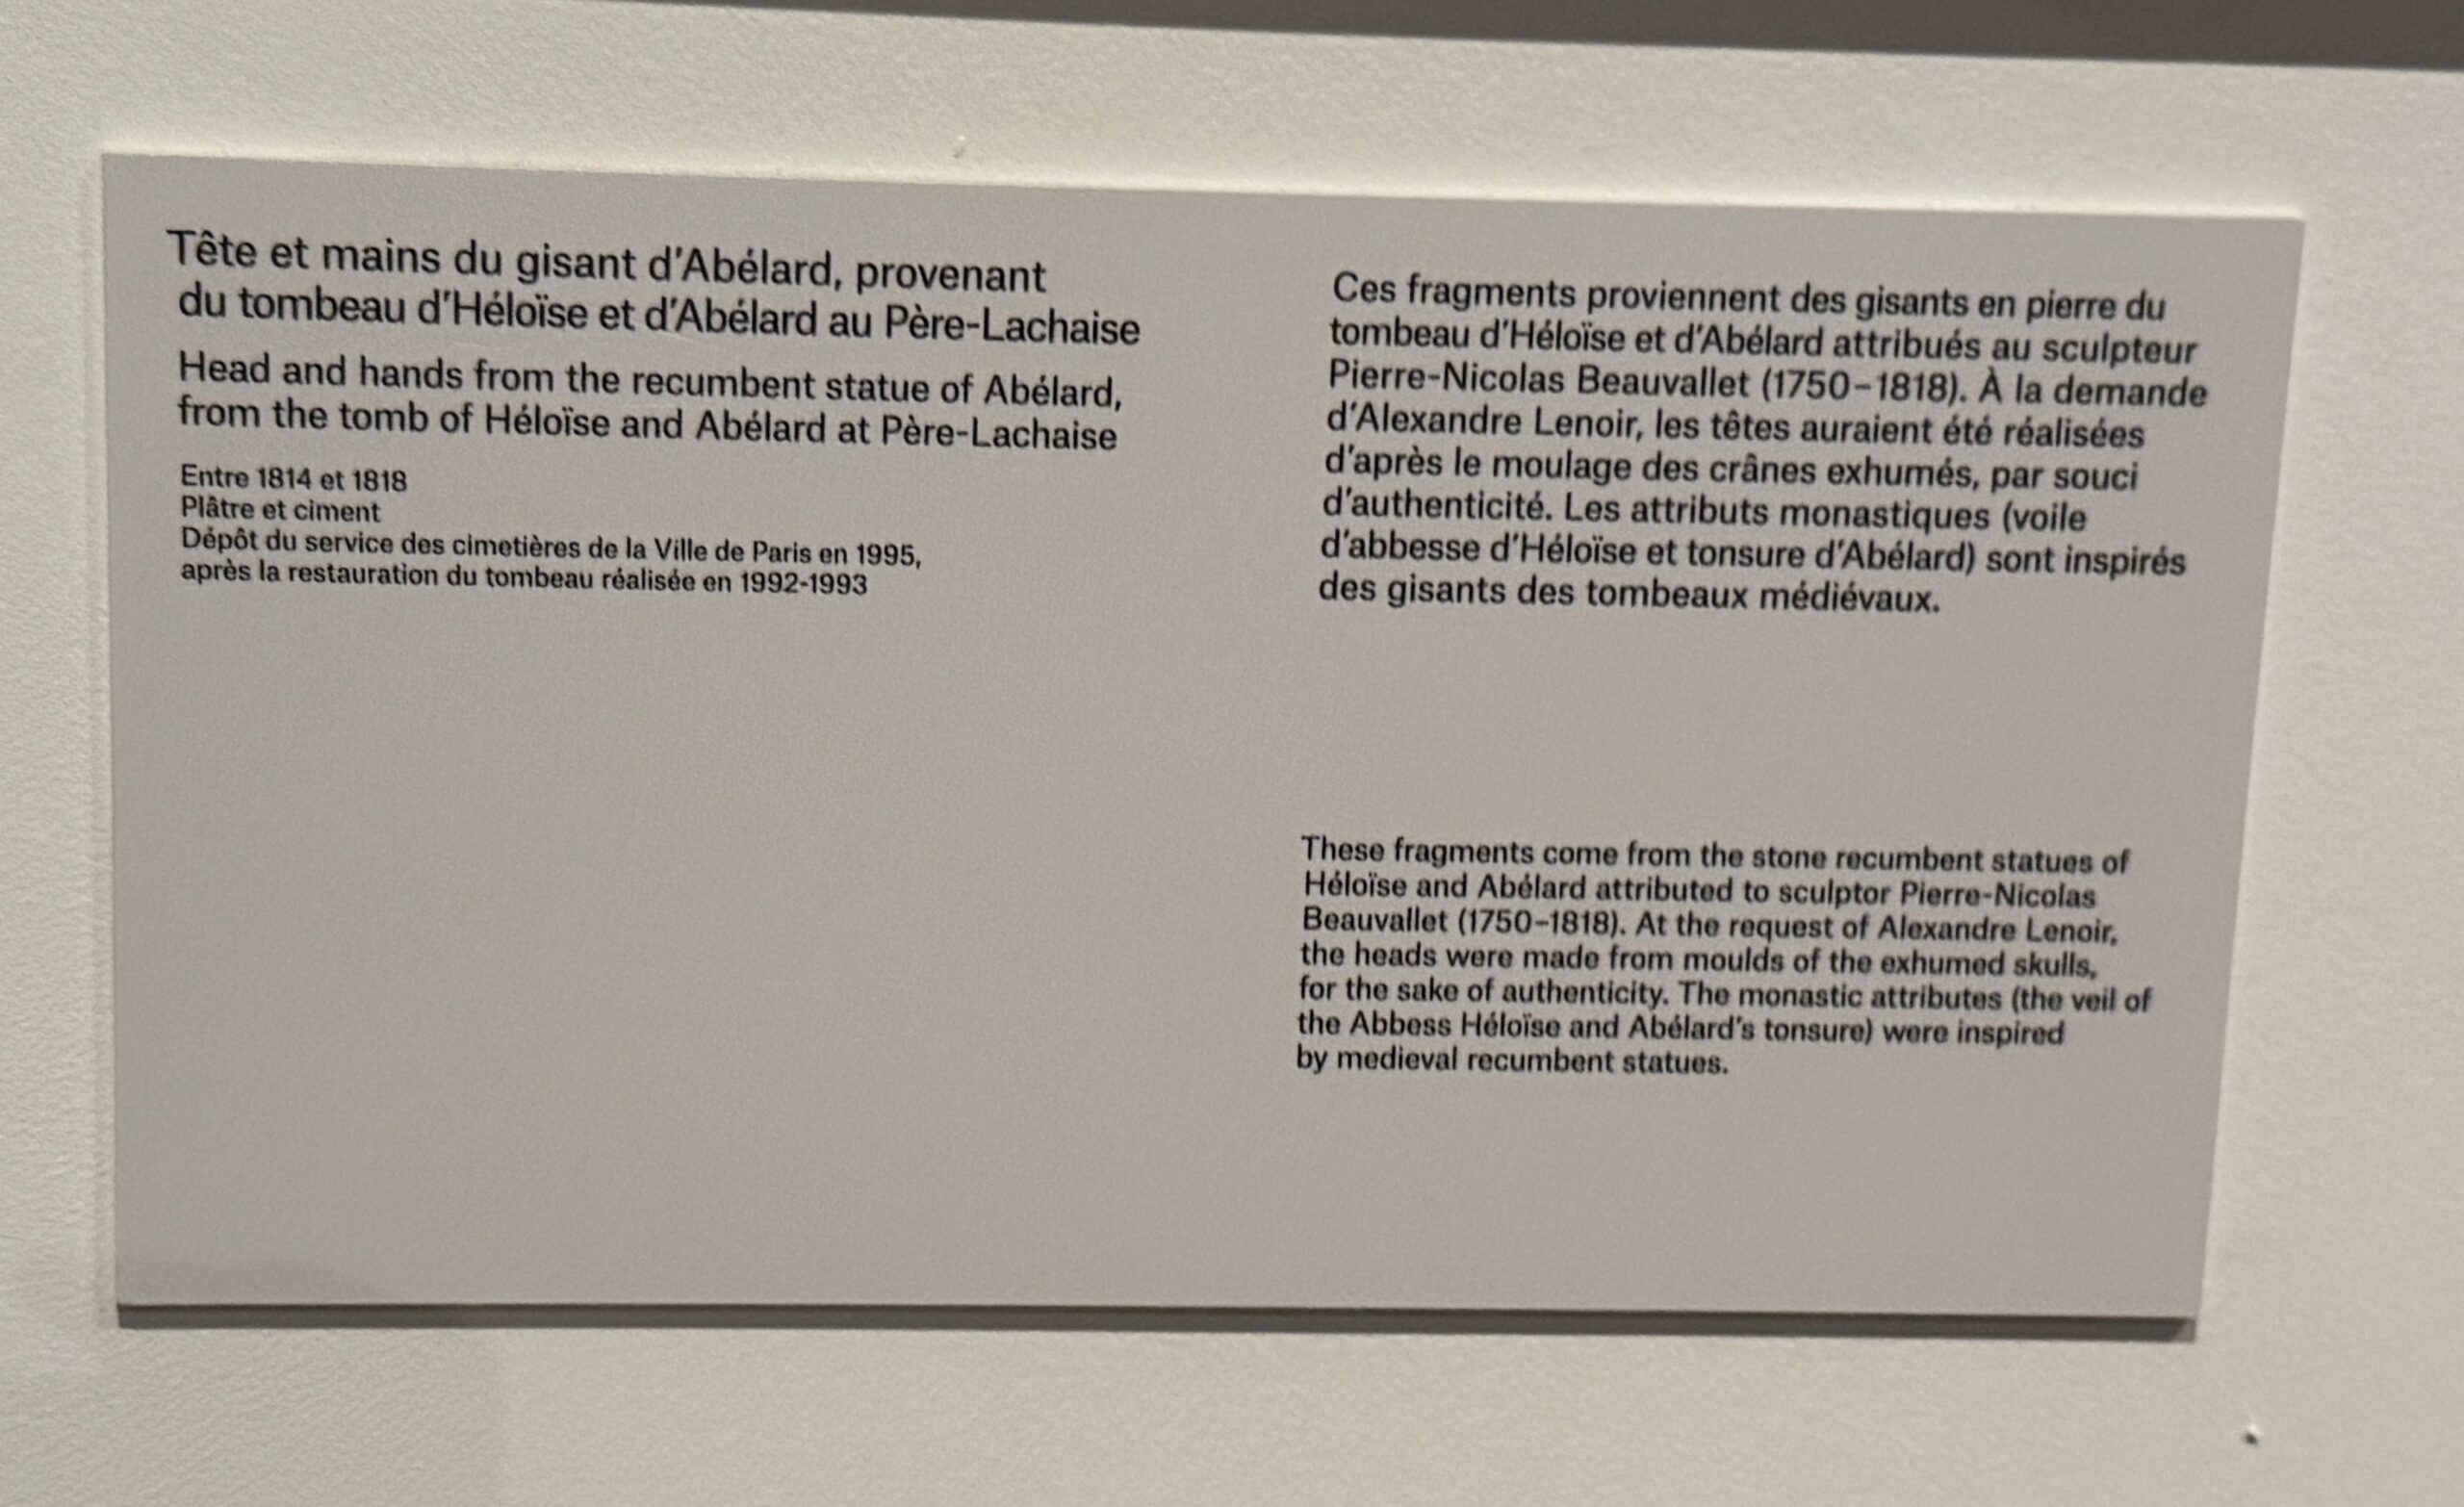 Tête et mains du gisant d'Abélard, provenant
du tombeau d'Héloïse et d'Abélard au Père-Lachaise
Head and hands from the recumbent statue of Abélard,
from the tomb of Héloïse and Abélard at Père-Lachaise
Entre 1814 et 1818
Plâtre et ciment
Dépôt du service des cimetières de la Ville de Paris en 1995,
après la restauration du tombeau réalisée en 1992-1993
Ces fragments proviennent des gisants en pierre du
tombeau d'Héloïse et d'Abélard attribués au sculpteur
Pierre-Nicolas Beauvallet (1750–1818). À la demande
d'Alexandre Lenoir, les têtes auraient été réalisées
d'après le moulage des crânes exhumés, par souci
d'authenticité. Les attributs monastiques (voile
d'abbesse d'Héloïse et tonsure d'Abélard) sont inspirés
des gisants des tombeaux médiévaux.
These fragments come from the stone recumbent statues of
Héloïse and Abélard attributed to sculptor Pierre-Nicolas
Beauvallet (1750–1818). At the request of Alexandre Lenoir,
the heads were made from moulds of the exhumed skulls,
for the sake of authenticity. The monastic attributes (the veil of
the Abbess Héloïse and Abélard's tonsure) were inspired
by medieval recumbent statues.